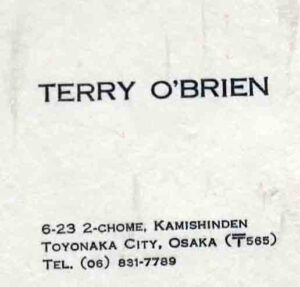 TERRY O'BRIEN
6-23 2-CHOME, KAMISHINDEN
TOYONAKA CITY, OSAKA (〒565)
TEL. (06) 831-7789